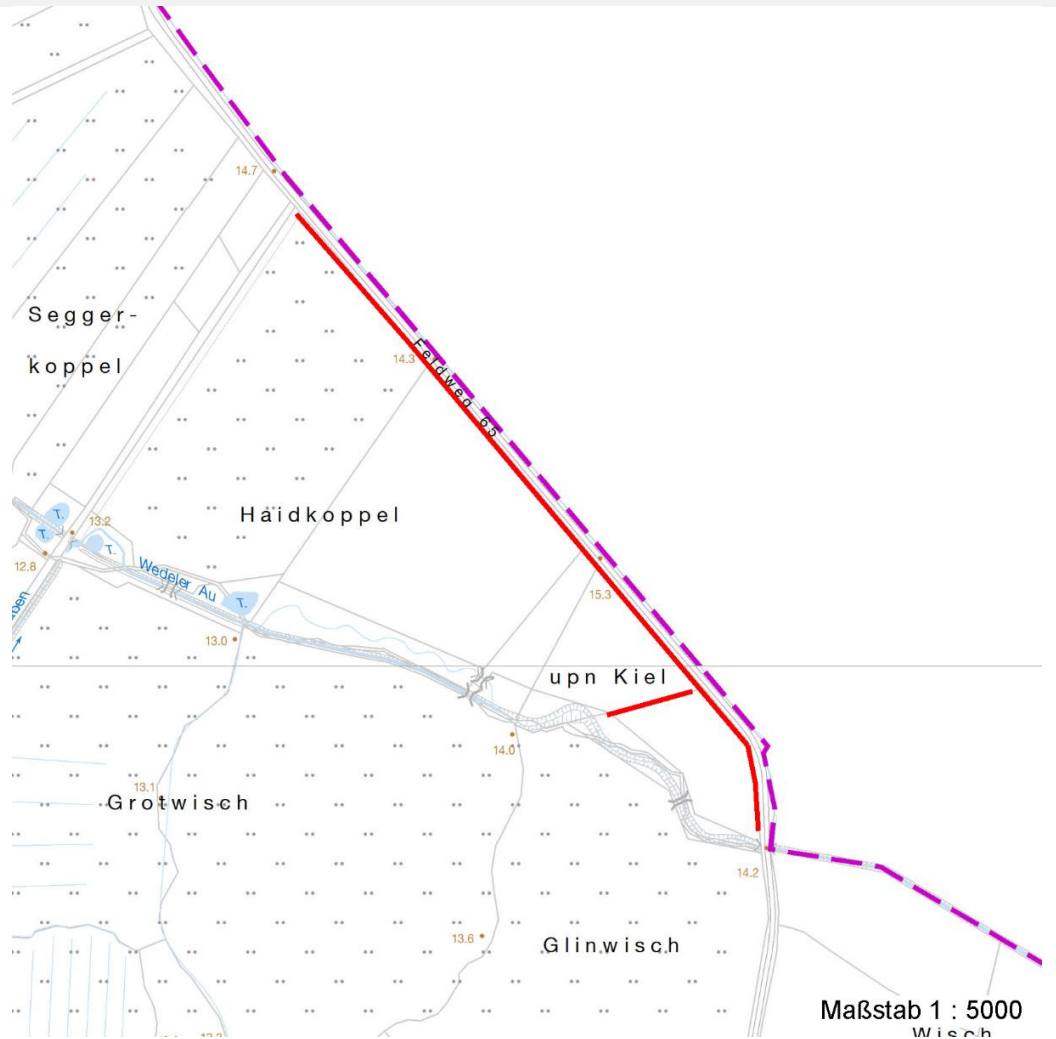 14.7
Segger-
koppel
14.3
Feldweg 65
Haidkoppel
T.
T.
13.2
T.
12.8
Wedeler Au
T.
ben
13.0
15.3
upn Kiel
14.0
13.1
Grotwisch
14.2
13.6
Glinwisch
Maßstab 1 : 5000
Wisch